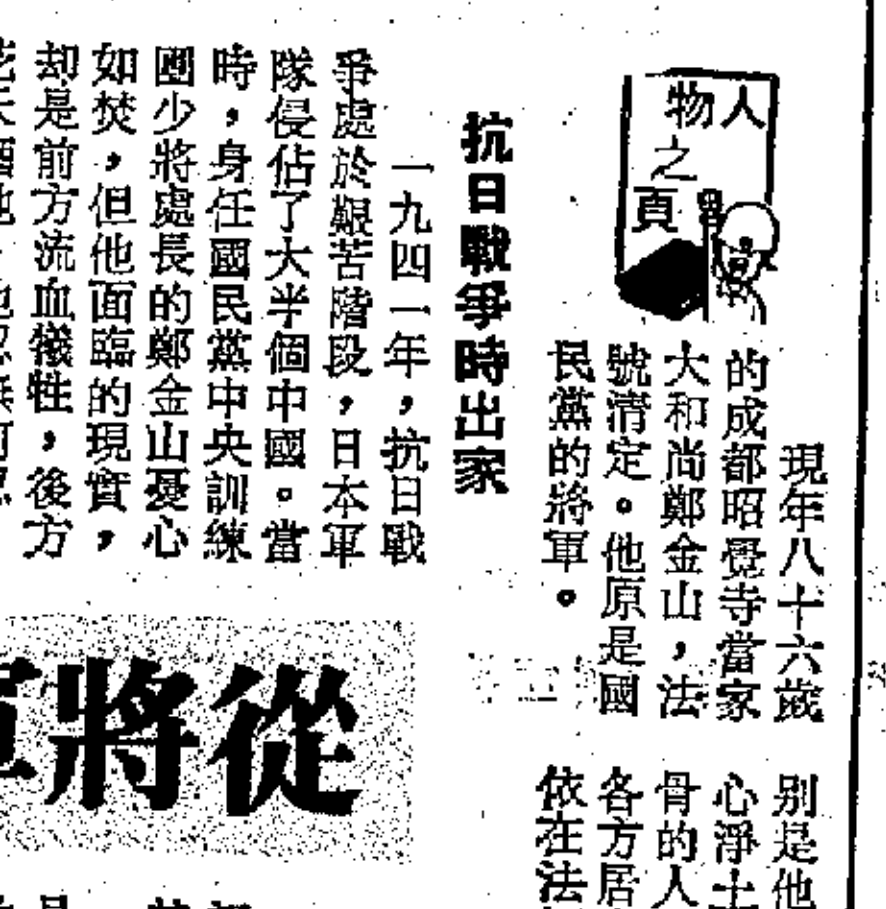 人物之頁
現年八十六歲
的成都昭覺寺當家
大和尚鄭金山，法
號清定。他原是國
民黨的將軍。
抗日戰爭時出家
一九四一年，抗日戰
爭處於艱苦階段，日本軍
隊侵佔了大半個中國。當
時，身任國民黨中央訓練
團少將處長的鄭金山憂心
如焚，但他面臨的現實，
却是前方流血犧牲，後方
從將軍
别是他
心淨土
骨的人
各方居
依在法